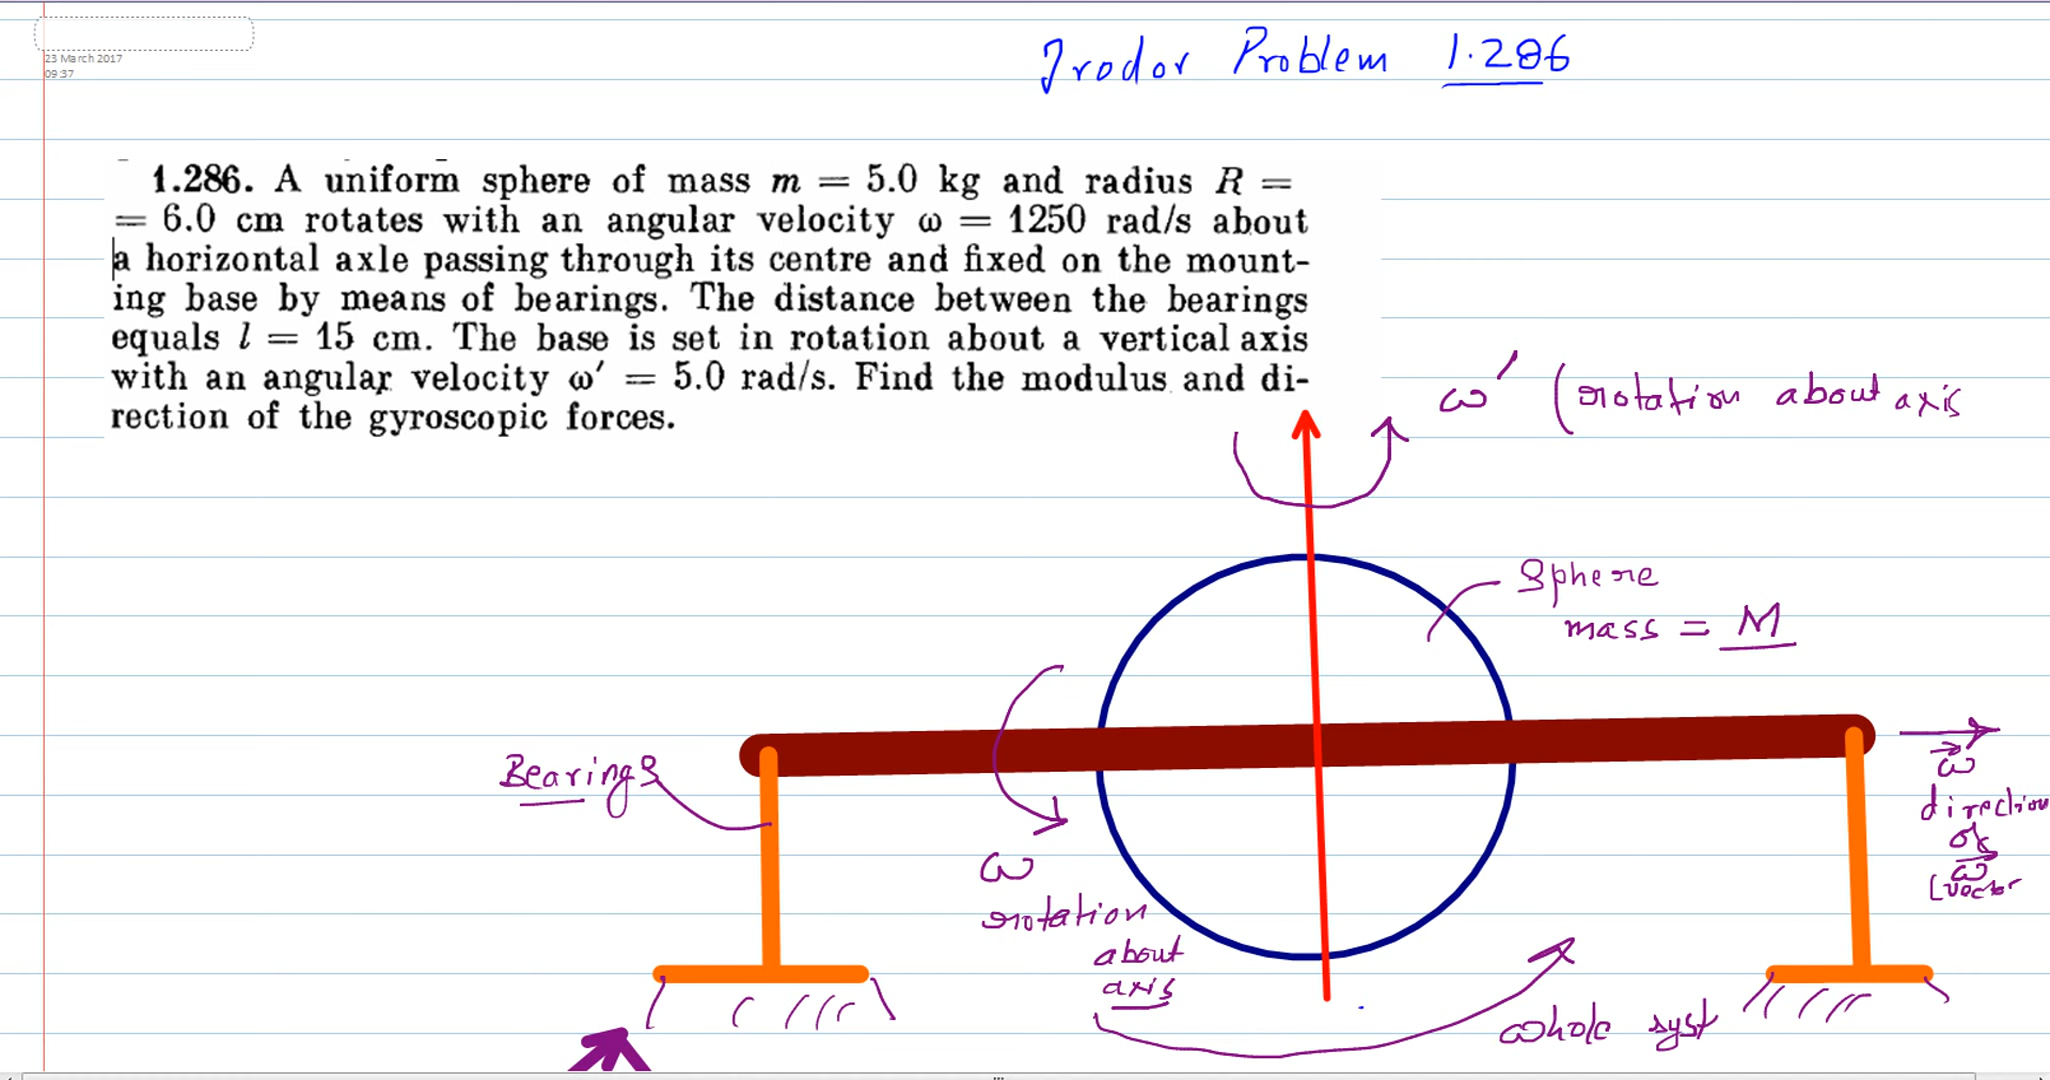 23 March 2017
09:37
Irodov Problem 1.286
1.286. A uniform sphere of mass m = 5.0 kg and radius R =
= 6.0 cm rotates with an angular velocity ω = 1250 rad/s about
a horizontal axle passing through its centre and fixed on the mount-
ing base by means of bearings. The distance between the bearings
equals l = 15 cm. The base is set in rotation about a vertical axis
with an angular velocity ω′ = 5.0 rad/s. Find the modulus and di-
rection of the gyroscopic forces.
ω′ (rotation about axis
Sphere
mass = M
Bearings
ω
rotation
about
axis
ω⃗
direction
of
ω
(vector
whole syst